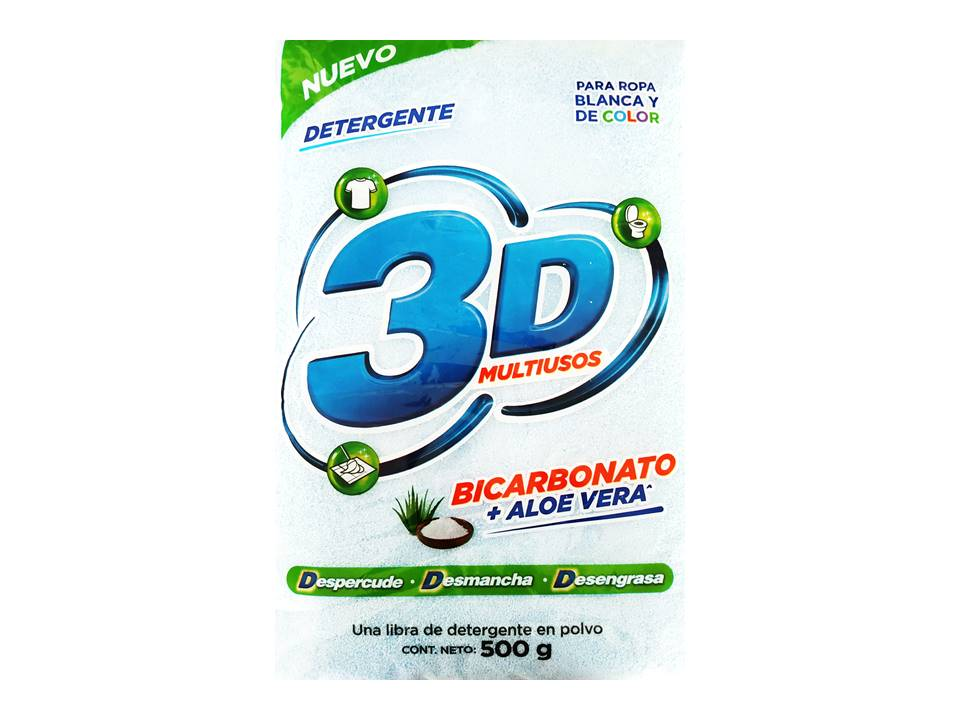 NUEVO
DETERGENTE
PARA ROPA
BLANCA Y
DE COLOR
3D
MULTIUSOS
BICARBONATO
+ ALOE VERA^
Despercude · Desmancha · Desengrasa
Una libra de detergente en polvo
CONT. NETO: 500 g